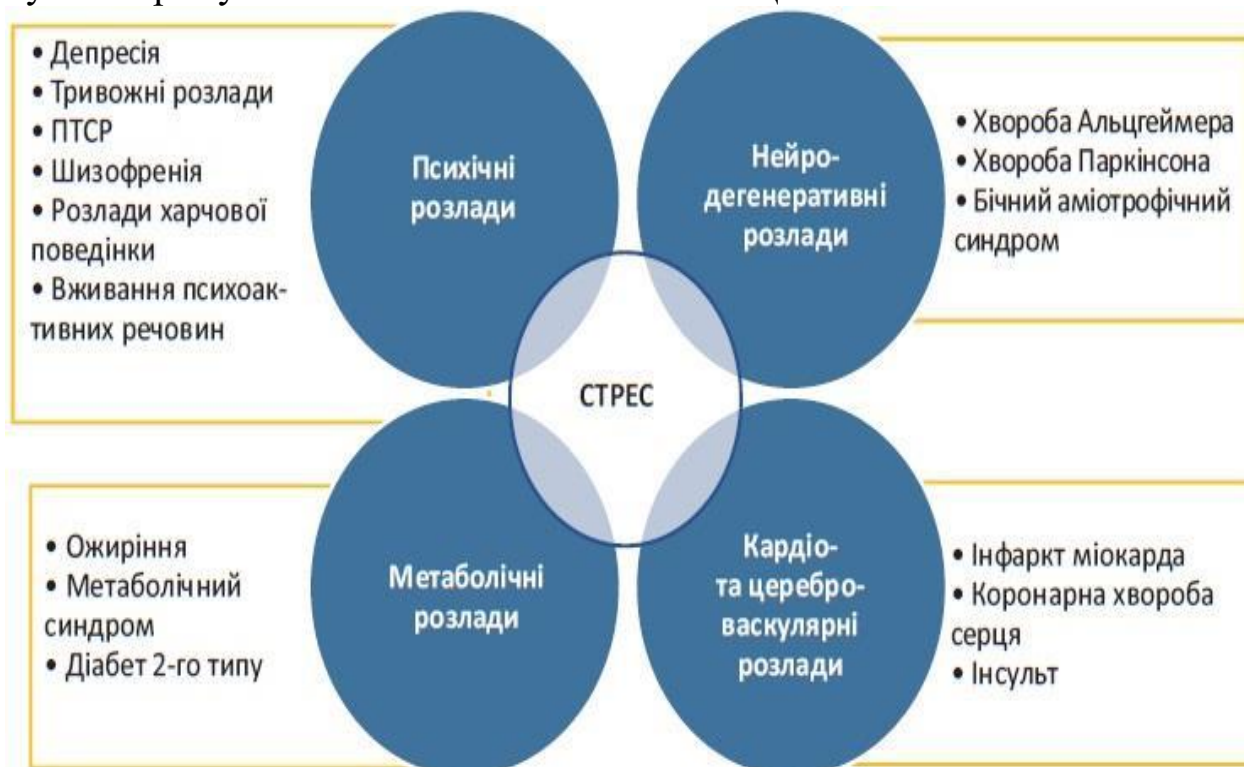 • Депресія
• Тривожні розлади
• ПТСР
• Шизофренія
• Розлади харчової
поведінки
• Вживання психоак-
тивних речовин
Психічні
розлади
Нейро-
дегенеративні
розлади
• Хвороба Альцгеймера
• Хвороба Паркінсона
• Бічний аміотрофічний
синдром
СТРЕС
• Ожиріння
• Метаболічний
синдром
• Діабет 2-го типу
Метаболічні
розлади
Кардіо-
та церебро-
васкулярні
розлади
• Інфаркт міокарда
• Коронарна хвороба
серця
• Інсульт